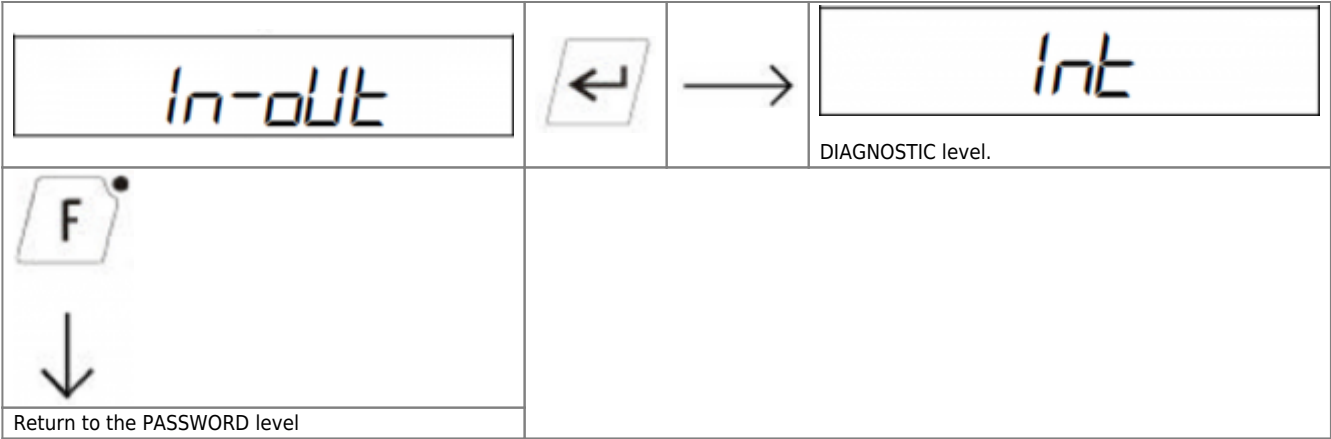 In-oUt
Int
DIAGNOSTIC level.
F
Return to the PASSWORD level